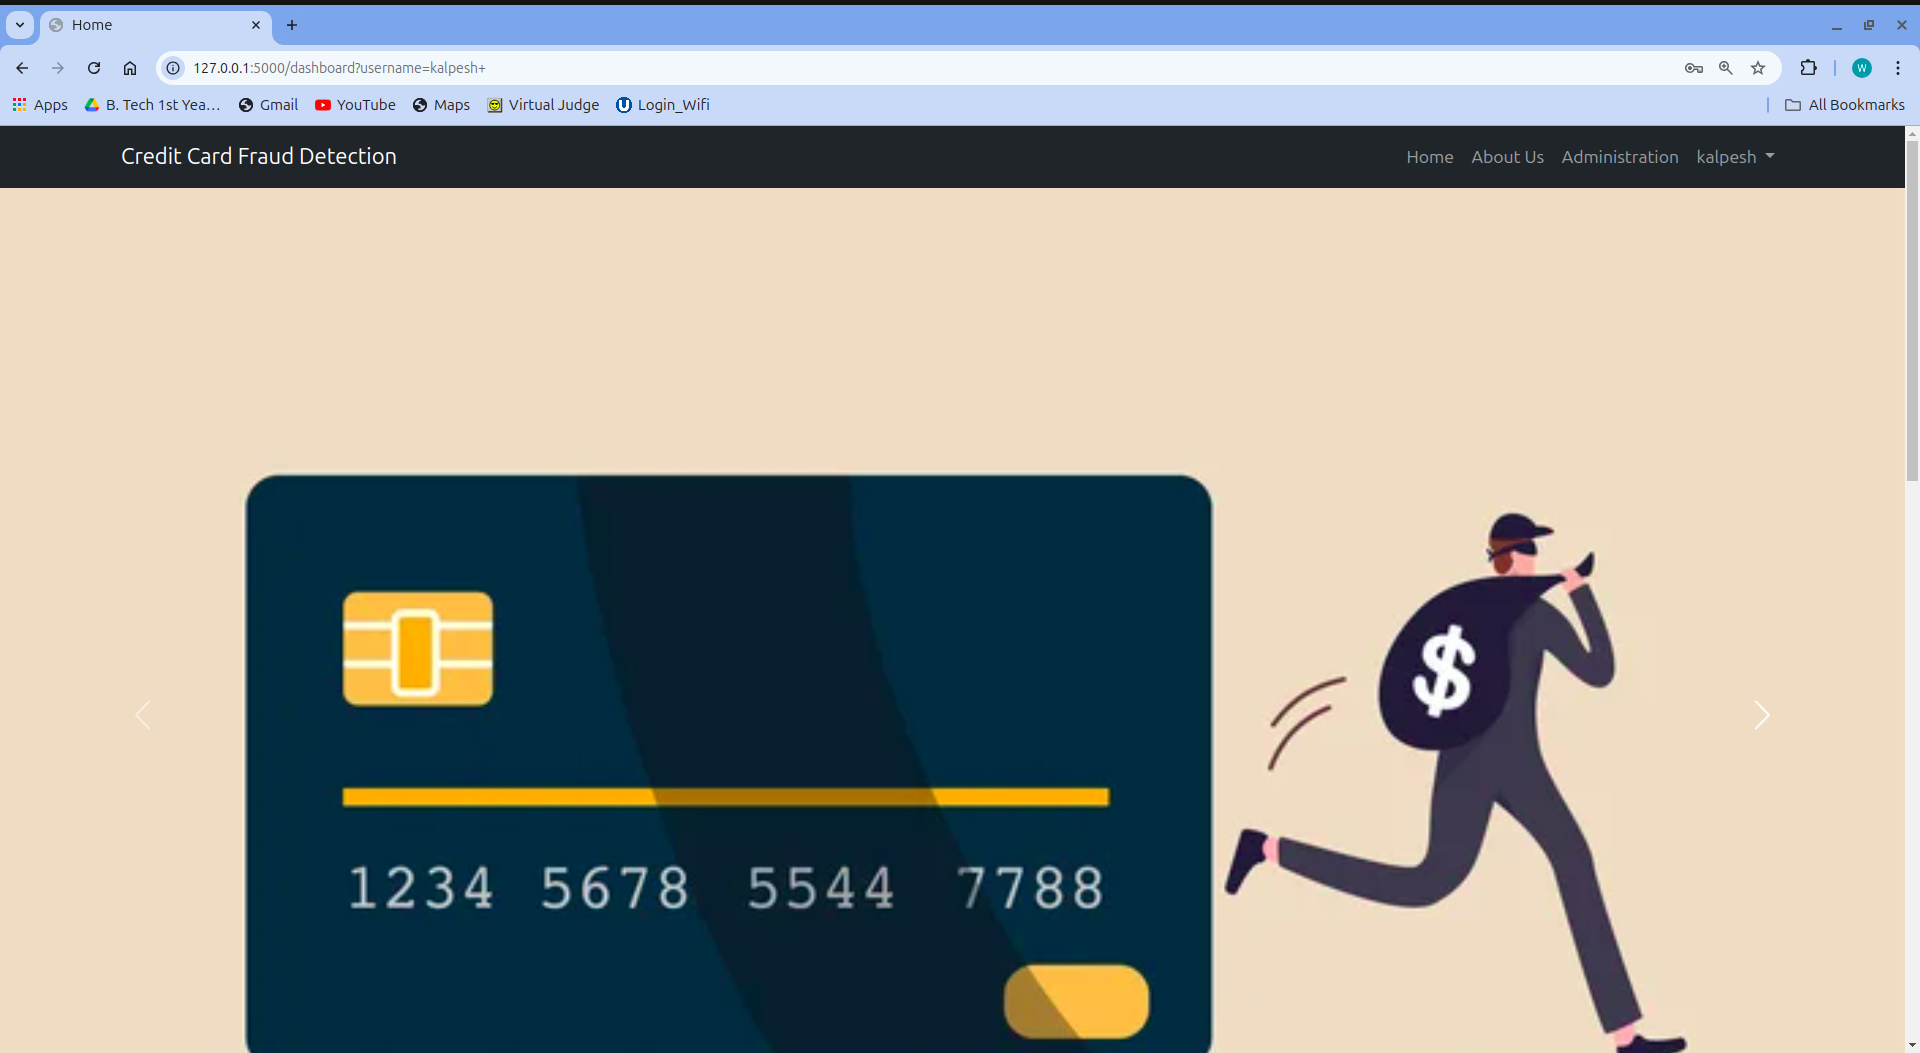 Home
127.0.0.1:5000/dashboard?username=kalpesh+
W
Apps B. Tech 1st Yea… Gmail YouTube Maps Virtual Judge Login_Wifi All Bookmarks
Credit Card Fraud Detection Home About Us Administration kalpesh
$
1234 5678 5544 7788